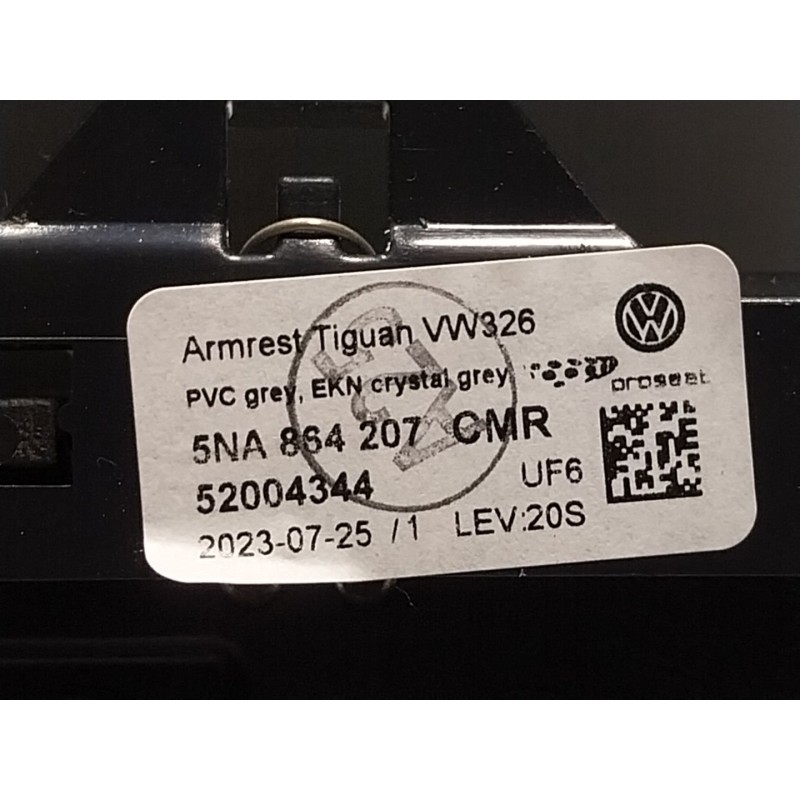 Armrest Tiguan VW326
PVC grey, EKN crystal grey
proseat
5NA 864 207 CMR
52004344 UF6
2023-07-25 /1 LEV:20S